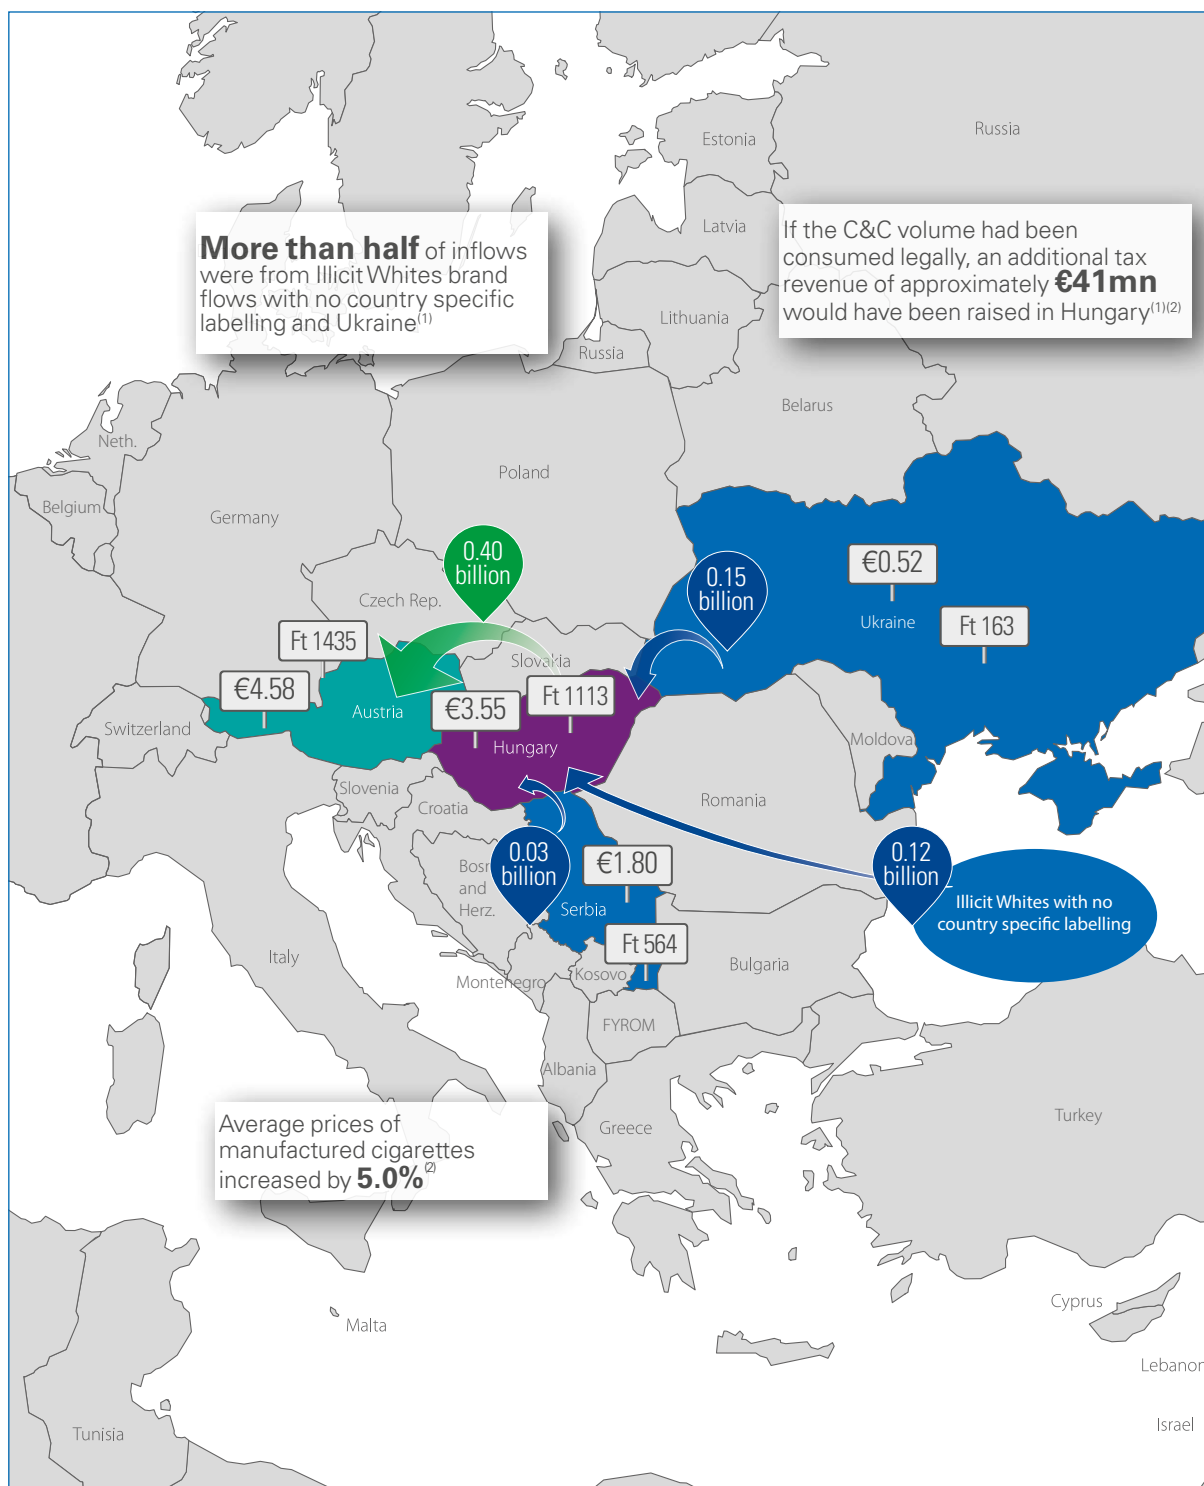 Estonia
Russia
Latvia
More than half of inflows
were from Illicit Whites brand
flows with no country specific
labelling and Ukraine(1)
If the C&C volume had been
consumed legally, an additional tax
revenue of approximately €41mn
would have been raised in Hungary(1)(2)
Lithuania
Russia
Belarus
Neth.
Poland
Belgium
Germany
0.40
billion
0.15
billion
€0.52
Czech Rep.
Ukraine
Ft 163
Ft 1435
Slovakia
€4.58
Ft 1113
Austria
€3.55
Switzerland
Hungary
Moldova
Slovenia
Croatia
Romania
0.03
billion
€1.80
0.12
billion
Bosn
and
Herz.
Serbia
Illicit Whites with no
country specific labelling
Ft 564
Italy
Bulgaria
Kosovo
Montenegro
FYROM
Albania
Average prices of
manufactured cigarettes
increased by 5.0%(2)
Greece
Turkey
Cyprus
Malta
Lebanon
Israel
Tunisia